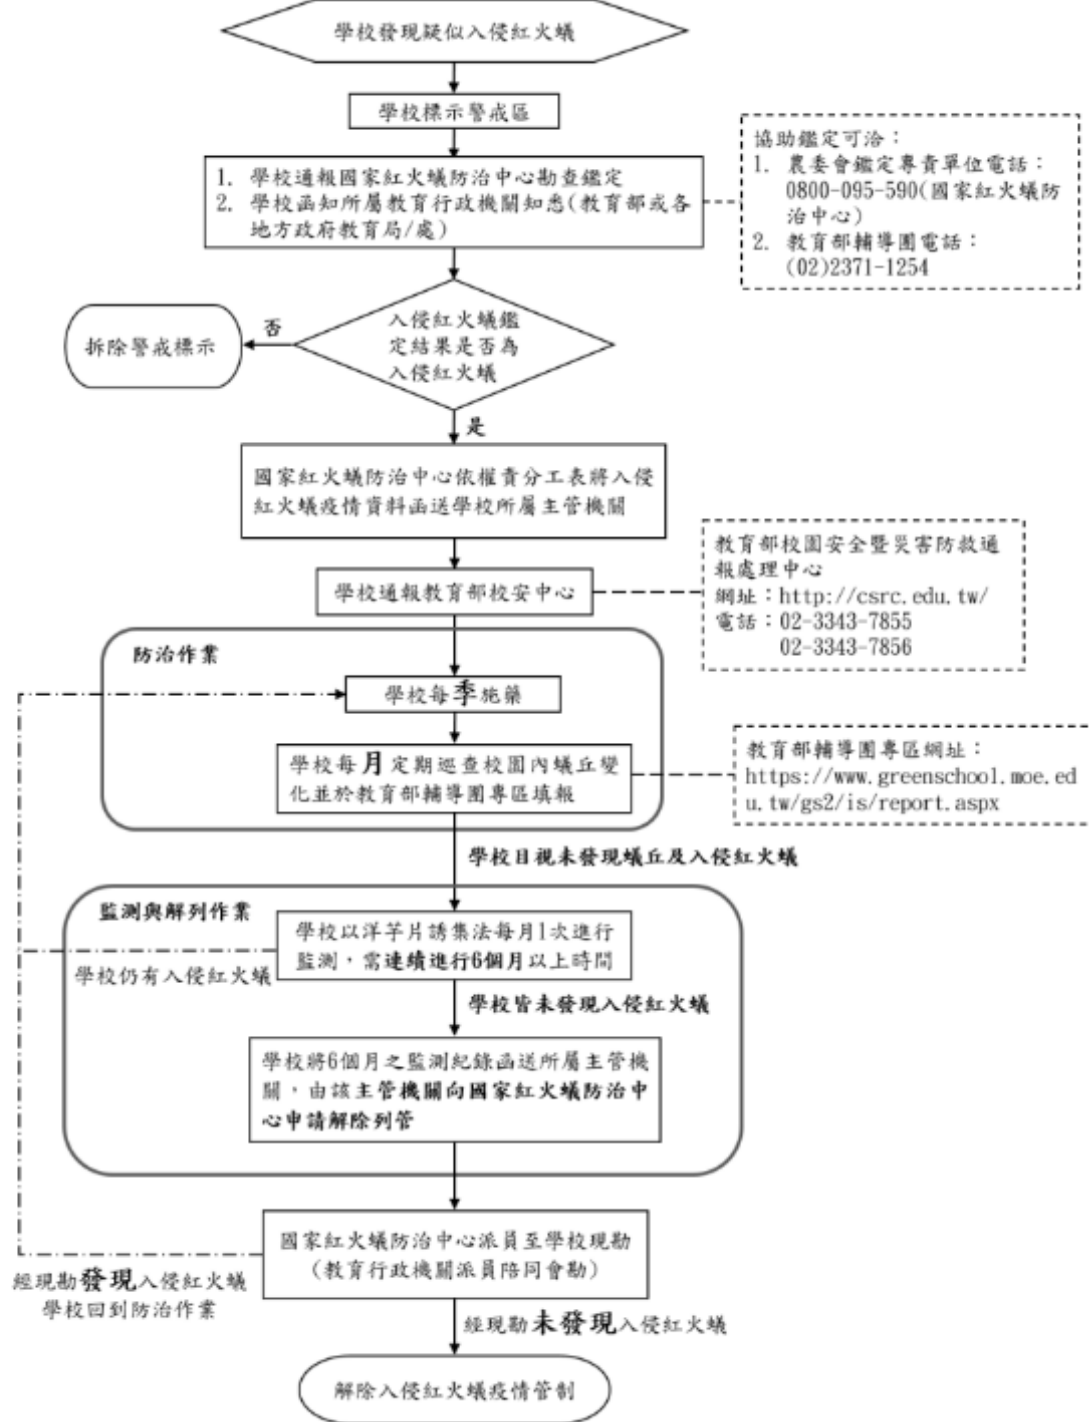 學校發現疑似入侵紅火蟻
學校標示警戒區
1. 學校通報國家紅火蟻防治中心勘查鑑定
2. 學校函知所屬教育行政機關知悉(教育部或各
地方政府教育局/處)
協助鑑定可洽：
1. 農委會鑑定專責單位電話：
0800-095-590(國家紅火蟻防
治中心)
2. 教育部輔導團電話：
(02)2371-1254
入侵紅火蟻鑑
定結果是否為
入侵紅火蟻
否
拆除警戒標示
是
國家紅火蟻防治中心依權責分工表將入侵
紅火蟻疫情資料函送學校所屬主管機關
學校通報教育部校安中心
教育部校園安全暨災害防救通
報處理中心
網址：http://csrc.edu.tw/
電話：02-3343-7855
02-3343-7856
防治作業
學校每季施藥
學校每月定期巡查校園內蟻丘變
化並於教育部輔導團專區填報
教育部輔導團專區網址：
https://www.greenschool.moe.ed
u.tw/gs2/is/report.aspx
學校目視未發現蟻丘及入侵紅火蟻
監測與解列作業
學校以洋芋片誘集法每月1次進行
監測，需連續進行6個月以上時間
學校仍有入侵紅火蟻
學校皆未發現入侵紅火蟻
學校將6個月之監測紀錄函送所屬主管機
關，由該主管機關向國家紅火蟻防治中
心申請解除列管
國家紅火蟻防治中心派員至學校現勘
（教育行政機關派員陪同會勘）
經現勘發現入侵紅火蟻
學校回到防治作業
經現勘未發現入侵紅火蟻
解除入侵紅火蟻疫情管制